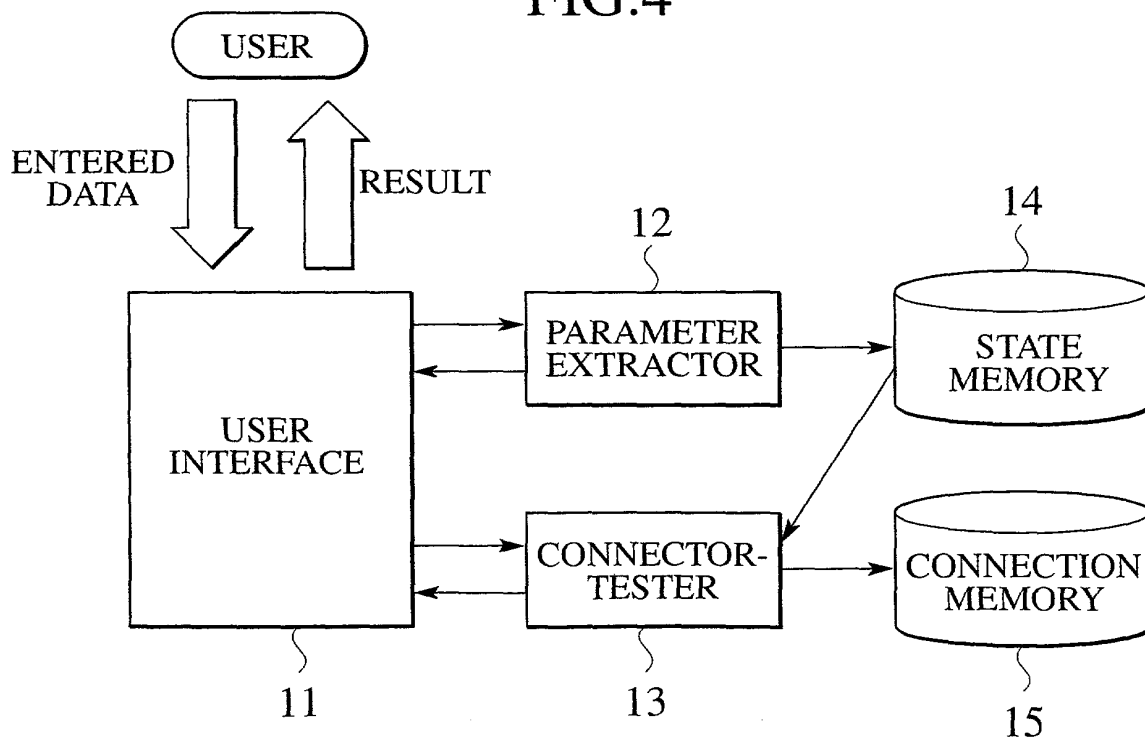 FIG.4
USER
ENTERED
DATA
RESULT
12
14
PARAMETER
EXTRACTOR
STATE
MEMORY
USER
INTERFACE
CONNECTOR-
TESTER
CONNECTION
MEMORY
11
13
15